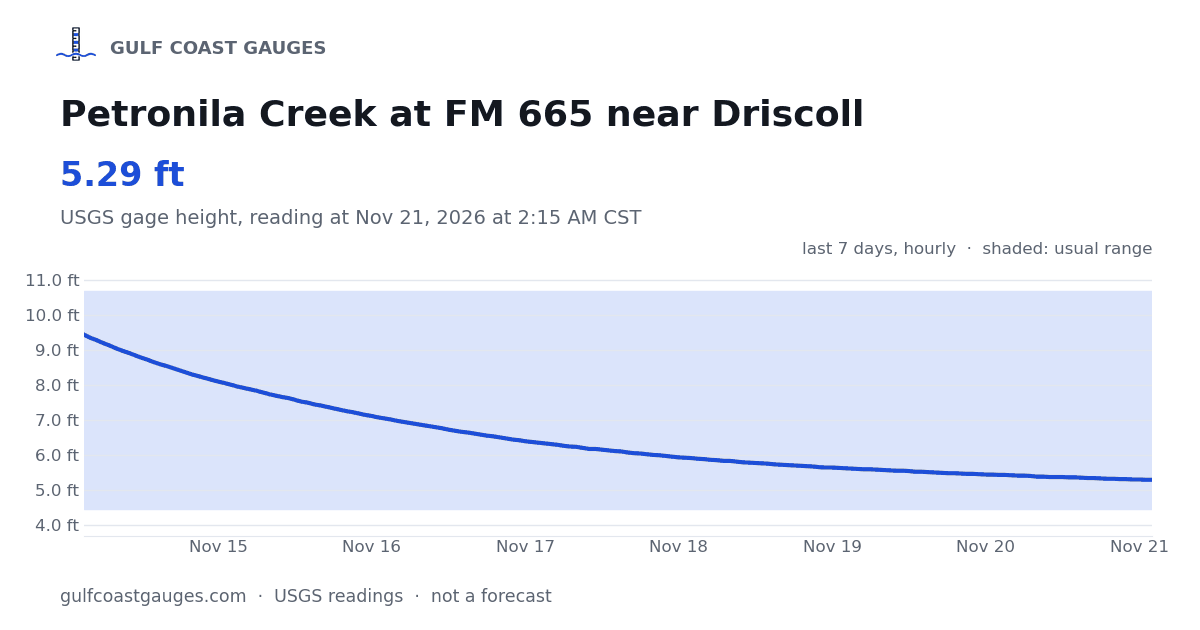 GULF COAST GAUGES
Petronila Creek at FM 665 near Driscoll
5.29 ft
USGS gage height, reading at Nov 21, 2026 at 2:15 AM CST
last 7 days, hourly · shaded: usual range
11.0 ft
10.0 ft
9.0 ft
8.0 ft
7.0 ft
6.0 ft
5.0 ft
4.0 ft
Nov 15 Nov 16 Nov 17 Nov 18 Nov 19 Nov 20 Nov 21
gulfcoastgauges.com · USGS readings · not a forecast